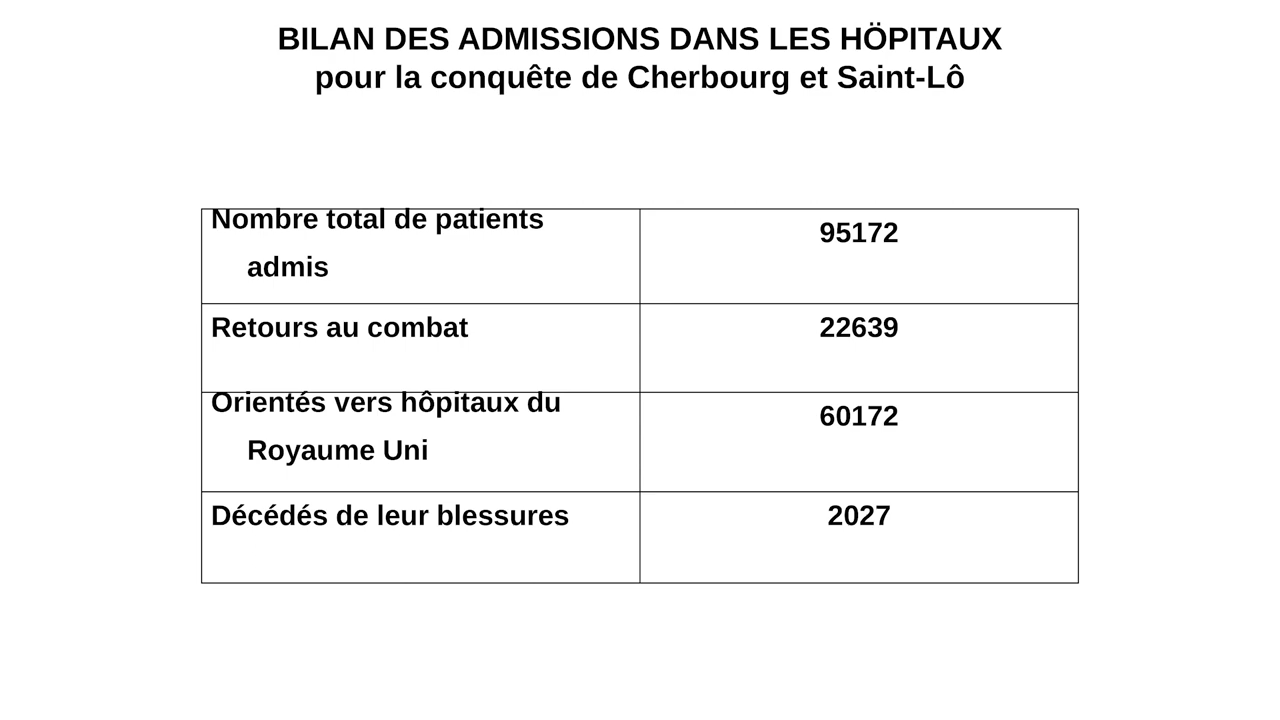 BILAN DES ADMISSIONS DANS LES HÖPITAUX
pour la conquête de Cherbourg et Saint-Lô
Nombre total de patients
admis
95172
Retours au combat
22639
Orientés vers hôpitaux du
Royaume Uni
60172
Décédés de leur blessures
2027